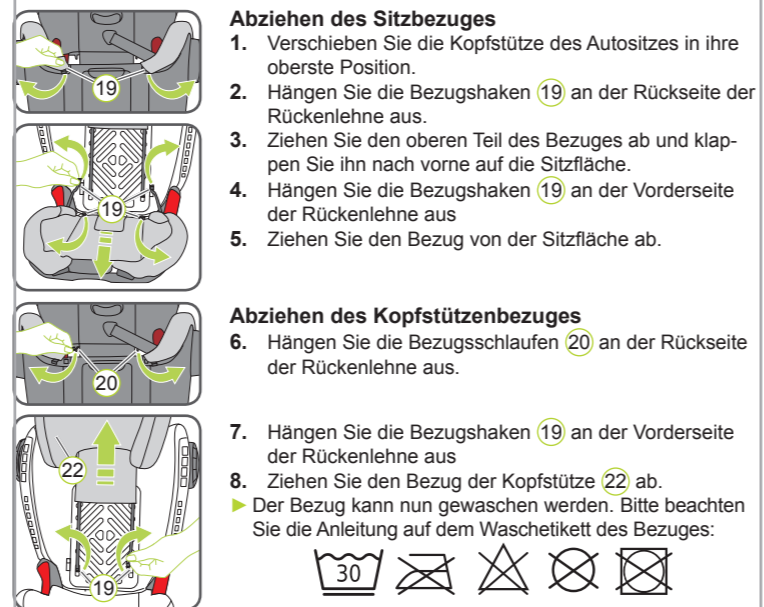 Abziehen des Sitzbezuges
1. Verschieben Sie die Kopfstütze des Autositzes in ihre
oberste Position.
2. Hängen Sie die Bezugshaken 19 an der Rückseite der
Rückenlehne aus.
3. Ziehen Sie den oberen Teil des Bezuges ab und klap-
pen Sie ihn nach vorne auf die Sitzfläche.
4. Hängen Sie die Bezugshaken 19 an der Vorderseite
der Rückenlehne aus
5. Ziehen Sie den Bezug von der Sitzfläche ab.
19
19
Abziehen des Kopfstützenbezuges
6. Hängen Sie die Bezugsschlaufen 20 an der Rückseite
der Rückenlehne aus.
20
7. Hängen Sie die Bezugshaken 19 an der Vorderseite
der Rückenlehne aus
8. Ziehen Sie den Bezug der Kopfstütze 22 ab.
► Der Bezug kann nun gewaschen werden. Bitte beachten
Sie die Anleitung auf dem Waschetikett des Bezuges:
22
19
30